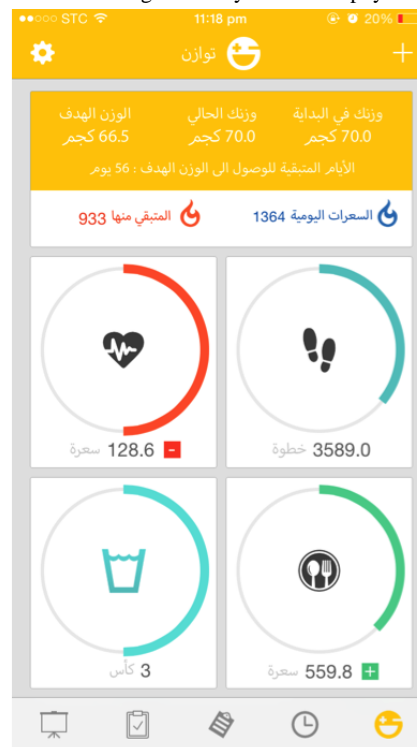 STC 11:18 pm 20%
توازن
وزنك في البداية وزنك الحالي الوزن الهدف
70.0 كجم 70.0 كجم 66.5 كجم
الأيام المتبقية للوصول الى الوزن الهدف : 56 يوم
السعرات اليومية 1364 المتبقي منها 933
3589.0 خطوة
- 128.6 سعرة
+ 559.8 سعرة
3 كأس